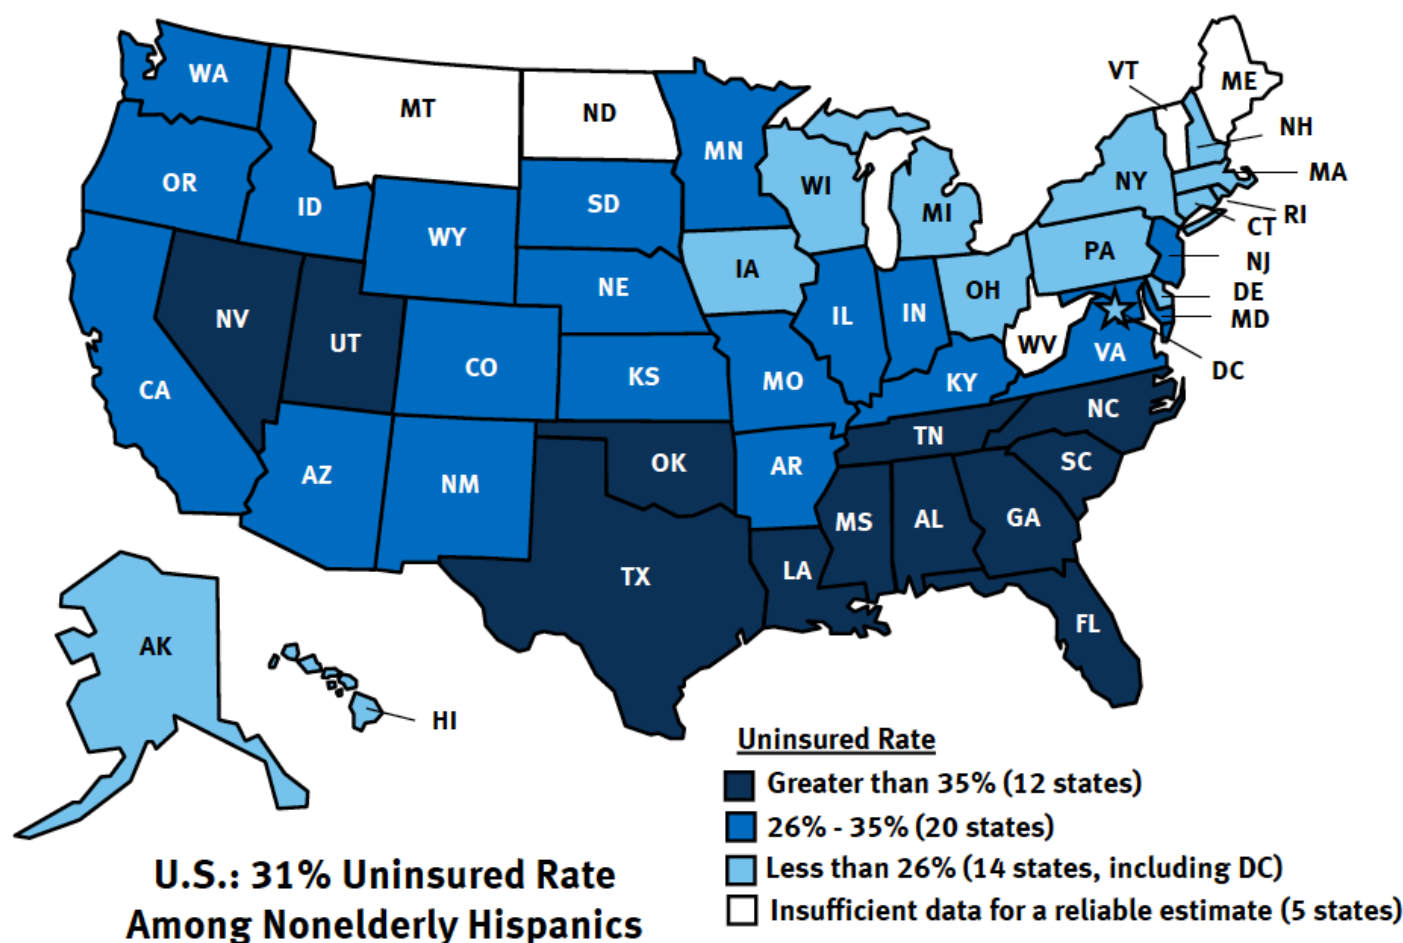 WA
MT
ND
MN
VT
ME
NH
MA
RI
CT
OR
ID
WY
SD
WI
MI
NY
PA
NJ
DE
MD
DC
NV
UT
CO
NE
IA
IL
IN
OH
WV
VA
CA
KS
MO
KY
NC
TN
SC
AZ
NM
OK
AR
MS
AL
GA
TX
LA
FL
AK
HI
Uninsured Rate
Greater than 35% (12 states)
26% - 35% (20 states)
Less than 26% (14 states, including DC)
Insufficient data for a reliable estimate (5 states)
U.S.: 31% Uninsured Rate
Among Nonelderly Hispanics